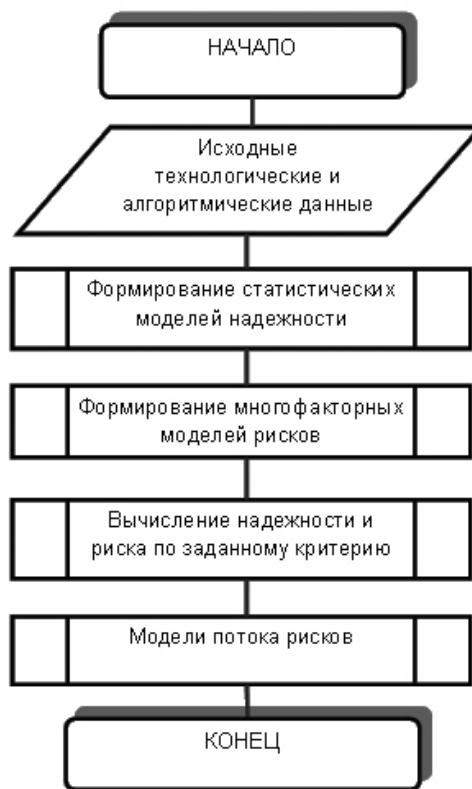 НАЧАЛО
Исходные
технологические и
алгоритмические данные
Формирование статистических
моделей надежности
Формирование многофакторных
моделей рисков
Вычисление надежности и
риска по заданному критерию
Модели потока рисков
КОНЕЦ